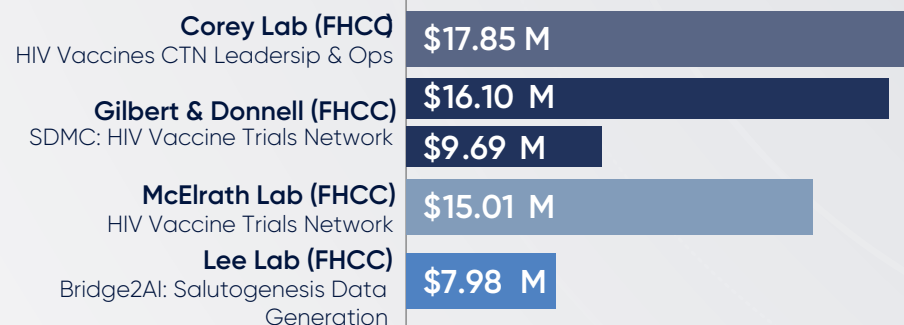 Corey Lab (FHCC)
HIV Vaccines CTN Leadersip & Ops
$17.85 M
Gilbert & Donnell (FHCC)
SDMC: HIV Vaccine Trials Network
$16.10 M
$9.69 M
McElrath Lab (FHCC)
HIV Vaccine Trials Network
$15.01 M
Lee Lab (FHCC)
Bridge2AI: Salutogenesis Data
Generation
$7.98 M